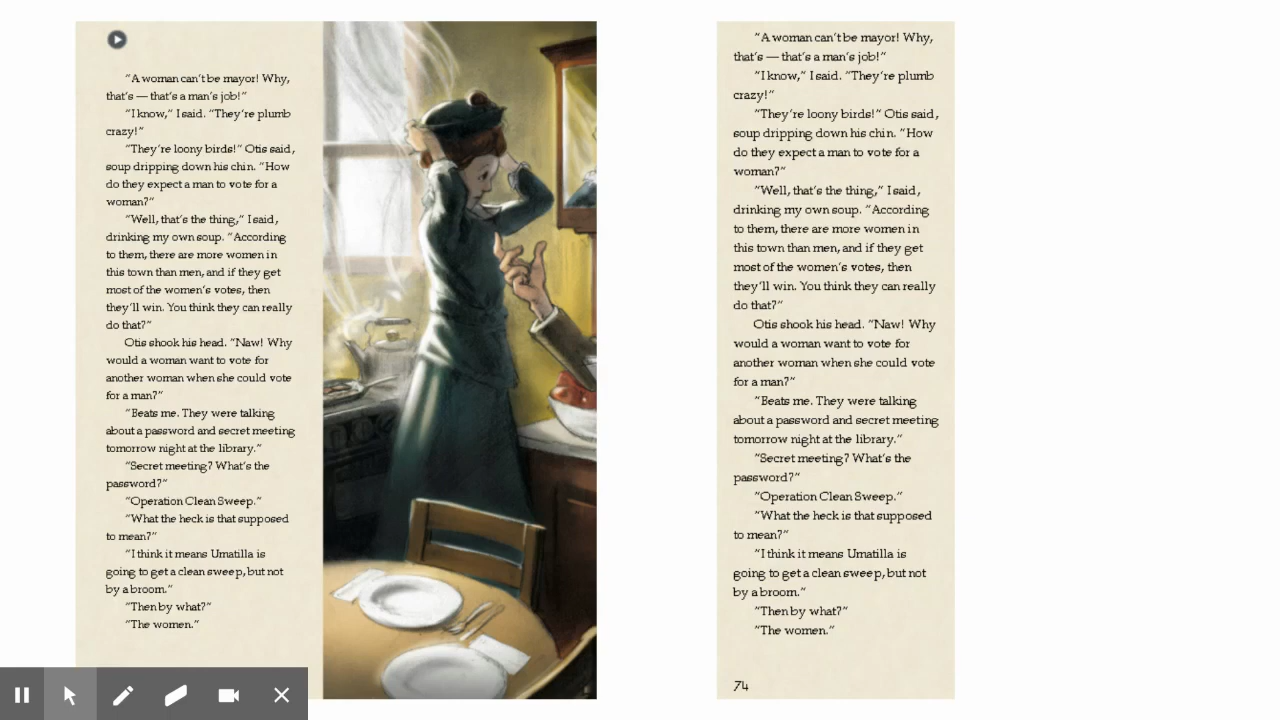 "A woman can't be mayor! Why,
that's — that's a man's job!"
"I know," I said. "They're plumb
crazy!"
"They're loony birds!" Otis said,
soup dripping down his chin. "How
do they expect a man to vote for a
woman?"
"Well, that's the thing," I said,
drinking my own soup. "According
to them, there are more women in
this town than men, and if they get
most of the women's votes, then
they'll win. You think they can really
do that?"
Otis shook his head. "Naw! Why
would a woman want to vote for
another woman when she could vote
for a man?"
"Beats me. They were talking
about a password and secret meeting
tomorrow night at the library."
"Secret meeting? What's the
password?"
"Operation Clean Sweep."
"What the heck is that supposed
to mean?"
"I think it means Umatilla is
going to get a clean sweep, but not
by a broom."
"Then by what?"
"The women."
"A woman can't be mayor! Why,
that's — that's a man's job!"
"I know," I said. "They're plumb
crazy!"
"They're loony birds!" Otis said,
soup dripping down his chin. "How
do they expect a man to vote for a
woman?"
"Well, that's the thing," I said,
drinking my own soup. "According
to them, there are more women in
this town than men, and if they get
most of the women's votes, then
they'll win. You think they can really
do that?"
Otis shook his head. "Naw! Why
would a woman want to vote for
another woman when she could vote
for a man?"
"Beats me. They were talking
about a password and secret meeting
tomorrow night at the library."
"Secret meeting? What's the
password?"
"Operation Clean Sweep."
"What the heck is that supposed
to mean?"
"I think it means Umatilla is
going to get a clean sweep, but not
by a broom."
"Then by what?"
"The women."
74